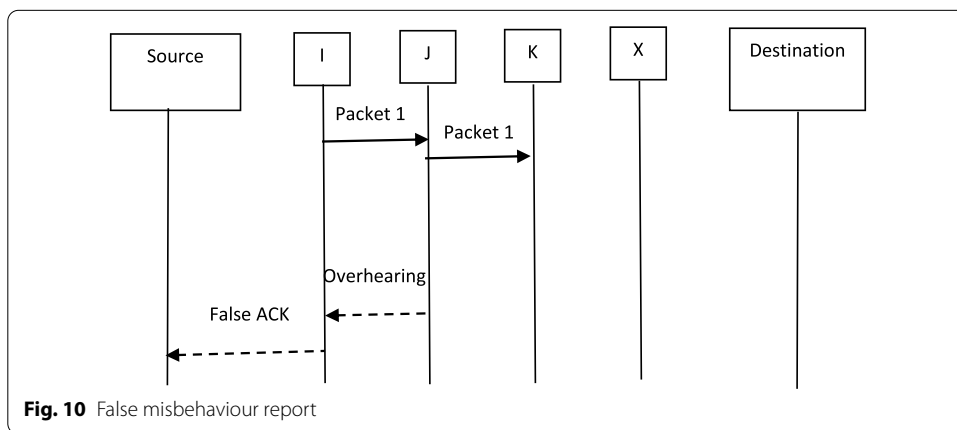 Source
I
J
K
X
Destination
Packet 1
Packet 1
Overhearing
False ACK
Fig. 10 False misbehaviour report